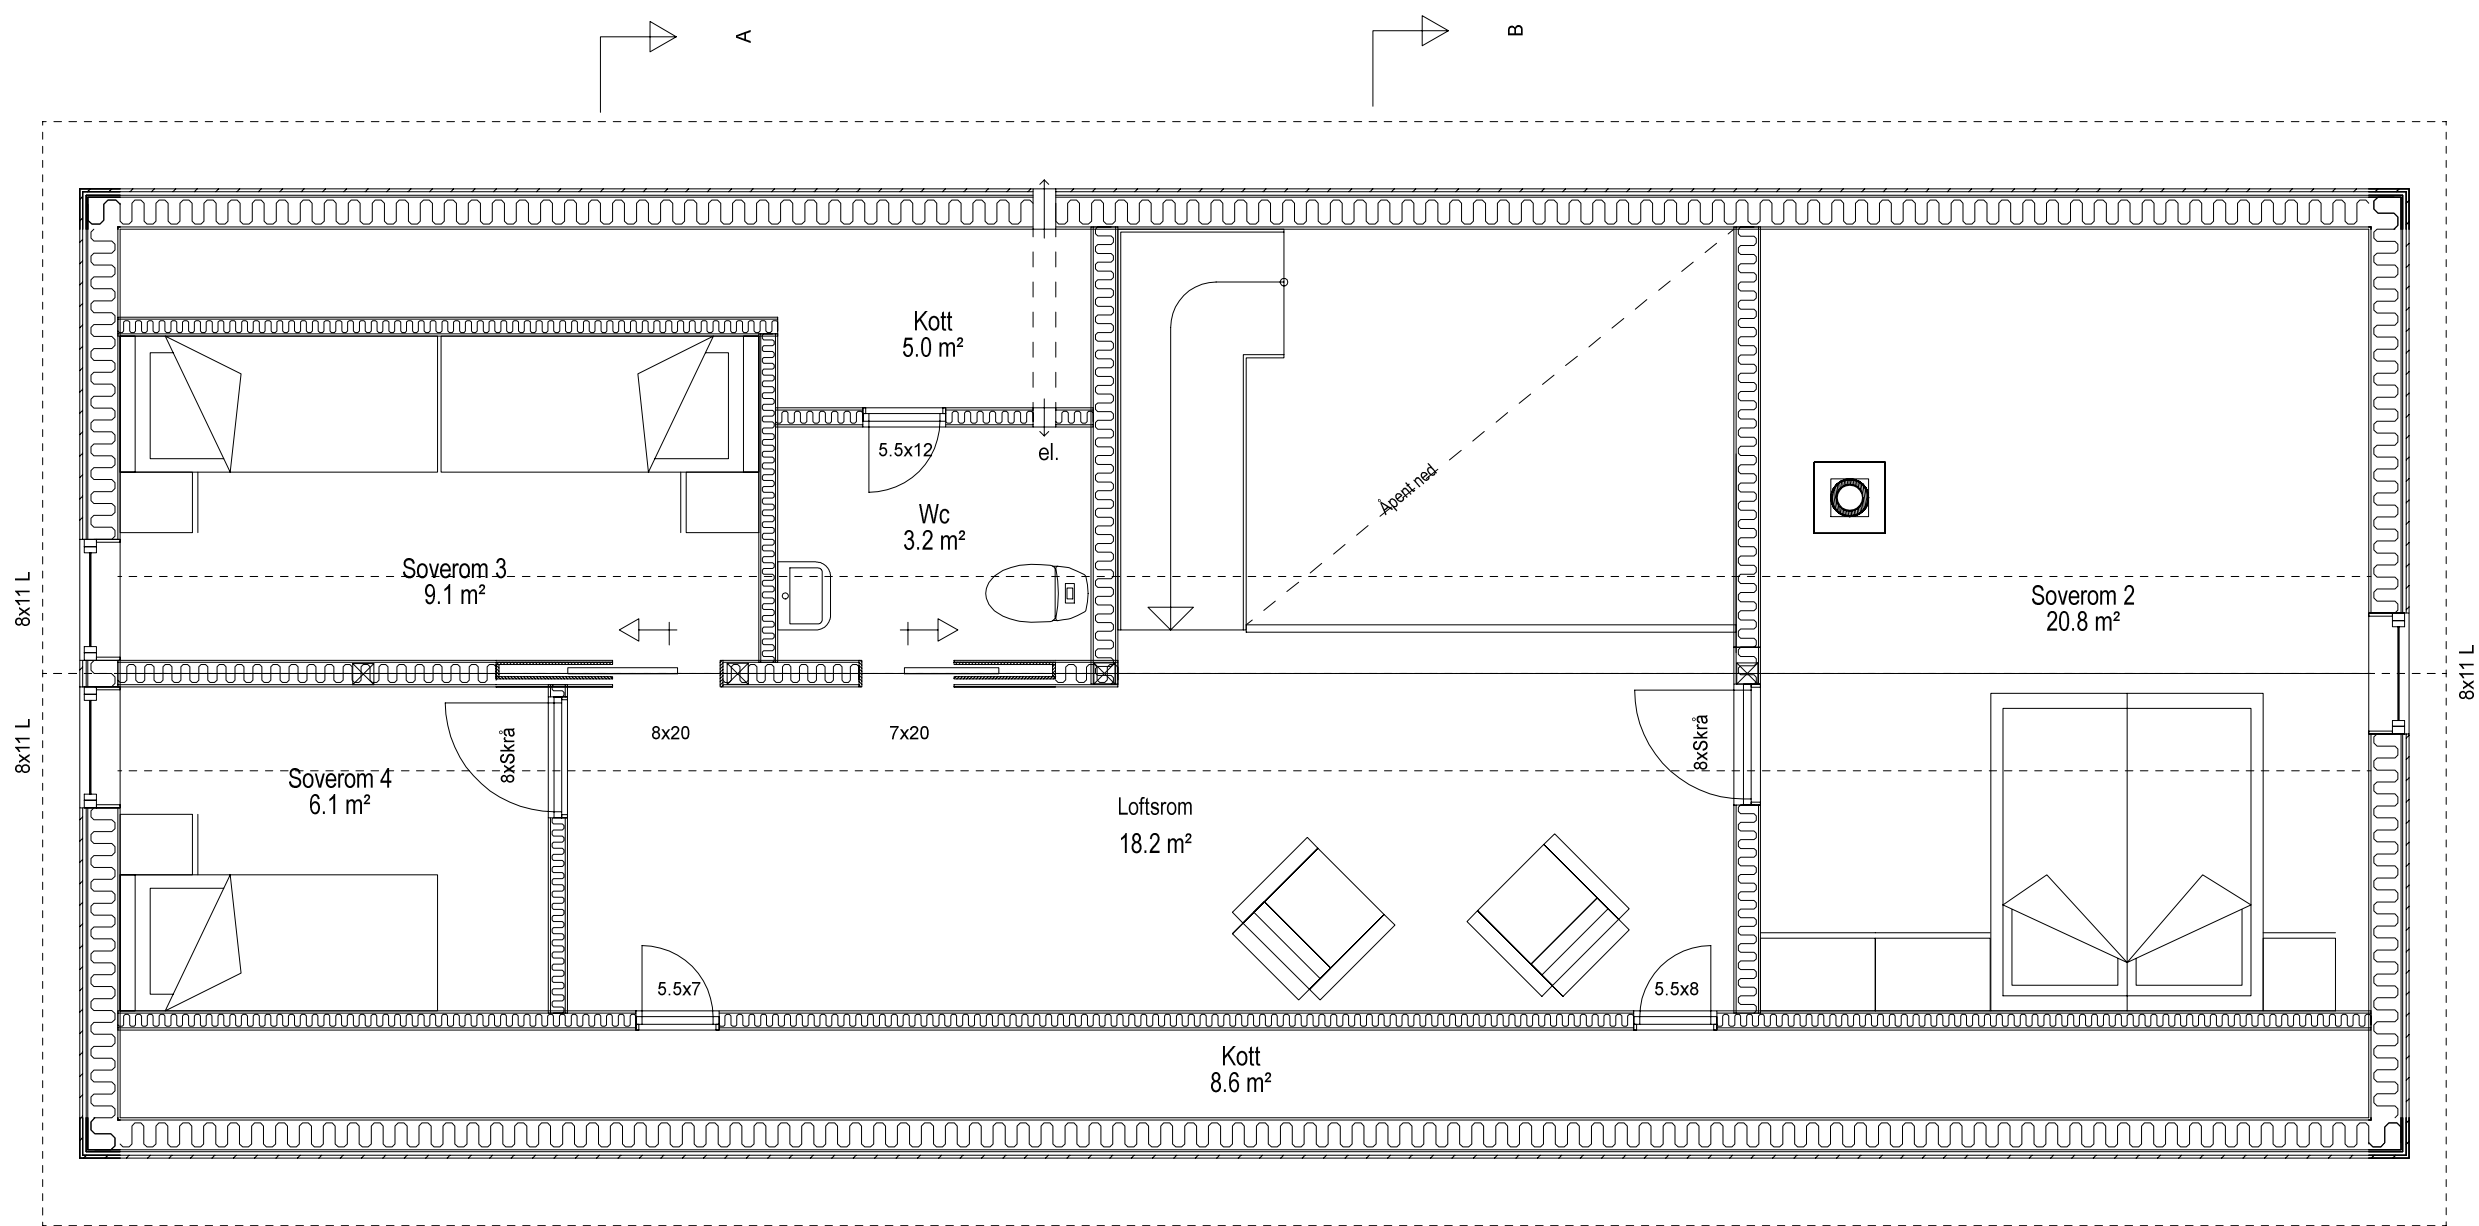 A
B
Kott
5.0 m²
5.5x12
el.
Åpent ned
Wc
3.2 m²
Soverom 3
9.1 m²
8x11 L
Soverom 2
20.8 m²
8x11 L
8x11 L
8xSkrå
8x20
7x20
8xSkrå
Soverom 4
6.1 m²
Loftsrom
18.2 m²
5.5x7
5.5x8
Kott
8.6 m²